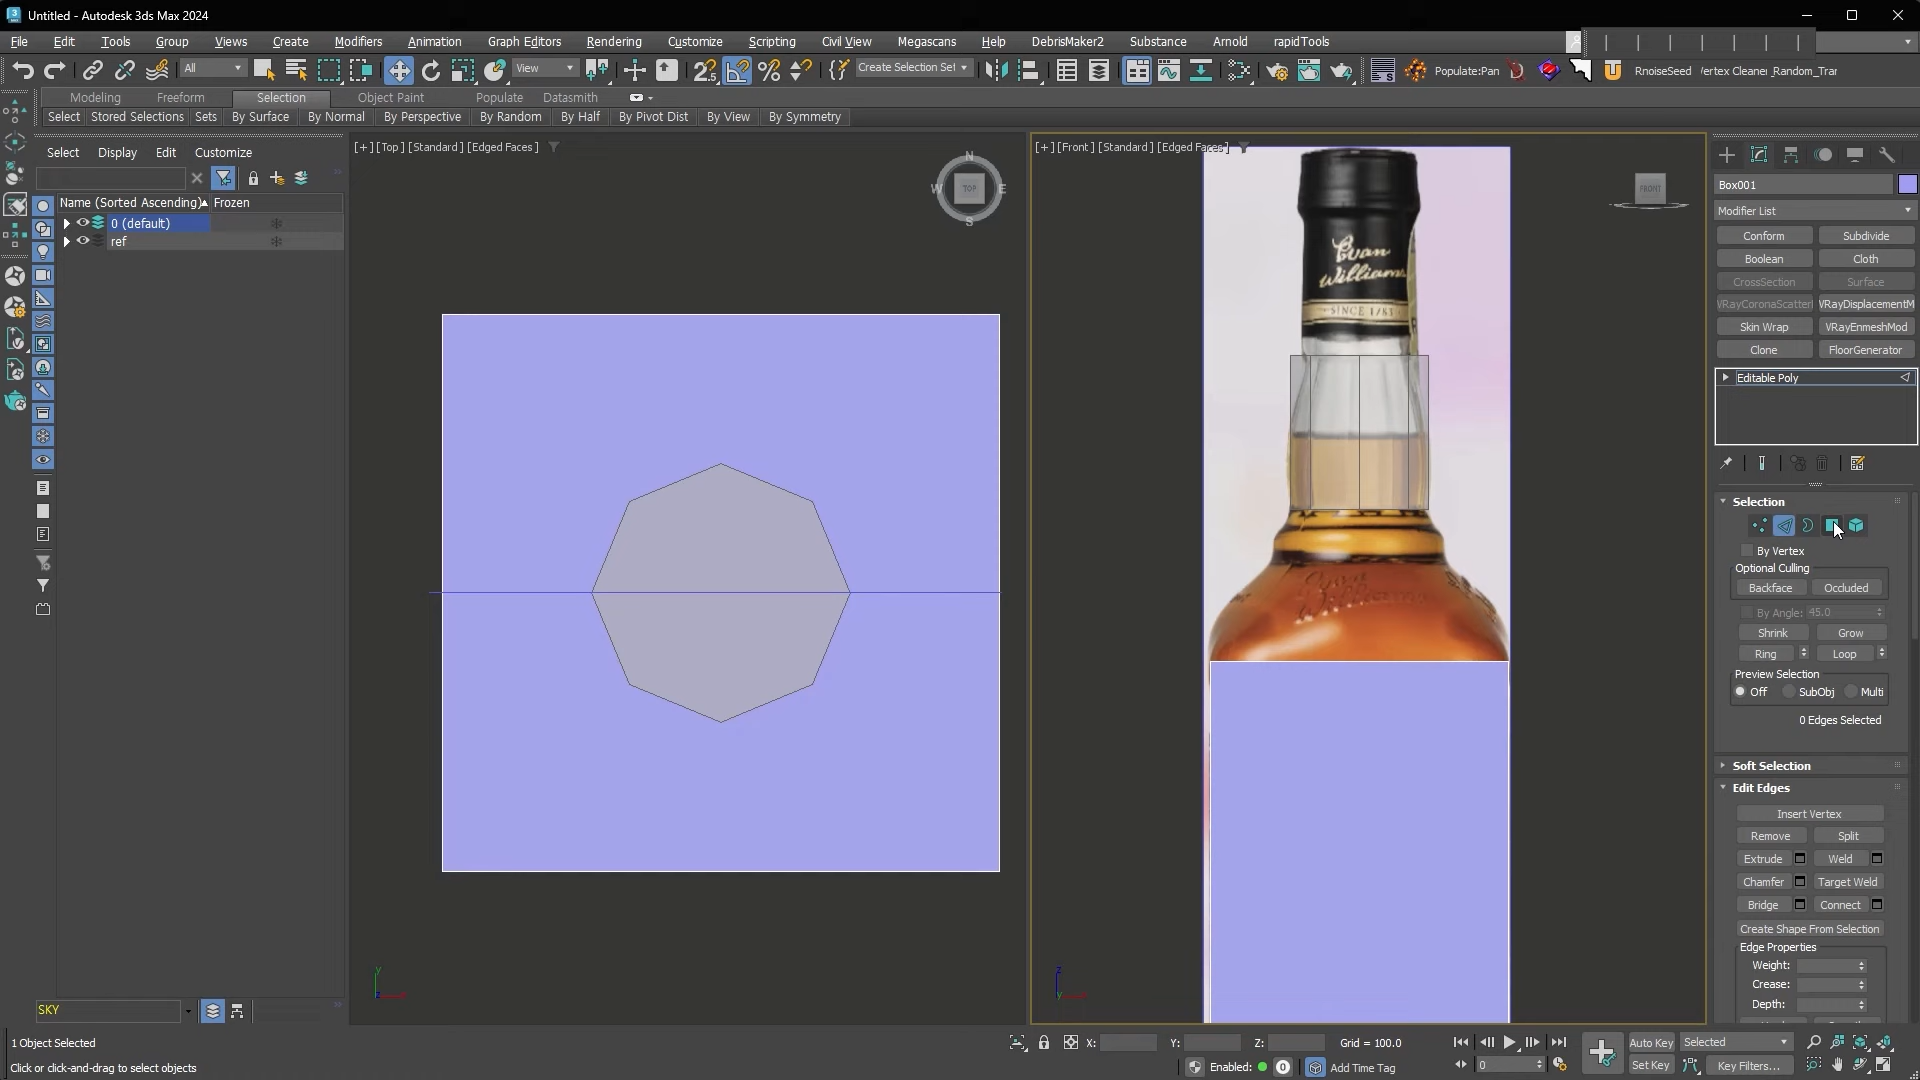 Untitled - Autodesk 3ds Max 2024
File Edit Tools Group Views Create Modifiers Animation Graph Editors Rendering Customize Scripting Civil View Megascans Help DebrisMaker2 Substance Arnold rapidTools
All View Create Selection Set Populate:Pan RnoiseSeed /ertex Cleaner _Random_Trar
Modeling Freeform Selection Object Paint Populate Datasmith
Select Stored Selections Sets By Surface By Normal By Perspective By Random By Half By Pivot Dist By View By Symmetry
Select Display Edit Customize
Name (Sorted Ascending) Frozen
0 (default)
ref
SKY
[+] [Top ] [Standard ] [Edged Faces ]
N
W TOP E
S
y
[+] [Front ] [Standard ] [Edged Faces ]
FRONT
Evan
Williams
SINCE 1783
Evan
Williams
z
y
Box001
Modifier List
Conform Subdivide
Boolean Cloth
CrossSection Surface
VRayCoronaScatteri VRayDisplacementM
Skin Wrap VRayEnmeshMod
Clone FloorGenerator
Editable Poly
Selection
By Vertex
Optional Culling
Backface Occluded
By Angle: 45.0
Shrink Grow
Ring Loop
Preview Selection
Off SubObj Multi
0 Edges Selected
Soft Selection
Edit Edges
Insert Vertex
Remove Split
Extrude Weld
Chamfer Target Weld
Bridge Connect
Create Shape From Selection
Edge Properties
Weight:
Crease:
Depth:
1 Object Selected
Click or click-and-drag to select objects
X: Y: Z: Grid = 100.0
Enabled: 0 Add Time Tag
0
Auto Key Selected
Set Key Key Filters...